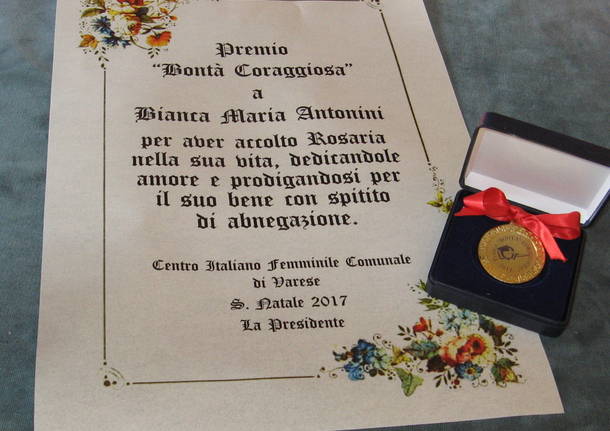 Premio
"Bontà Coraggiosa"
a
Bianca Maria Antonini
per aver accolto Rosaria
nella sua vita, dedicandole
amore e prodigandosi per
il suo bene con spitito
di abnegazione.
Centro Italiano Femminile Comunale
di Varese
S. Natale 2017
La Presidente